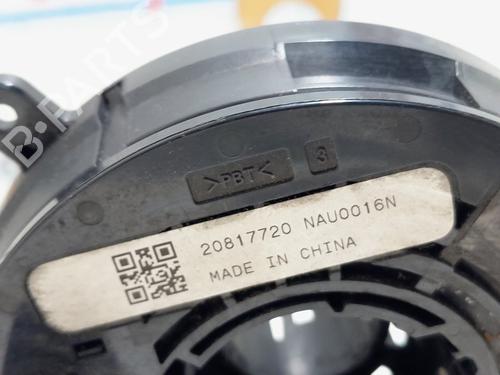 B-PARTS
>PBT<
3
20817720 NAU0016N
MADE IN CHINA